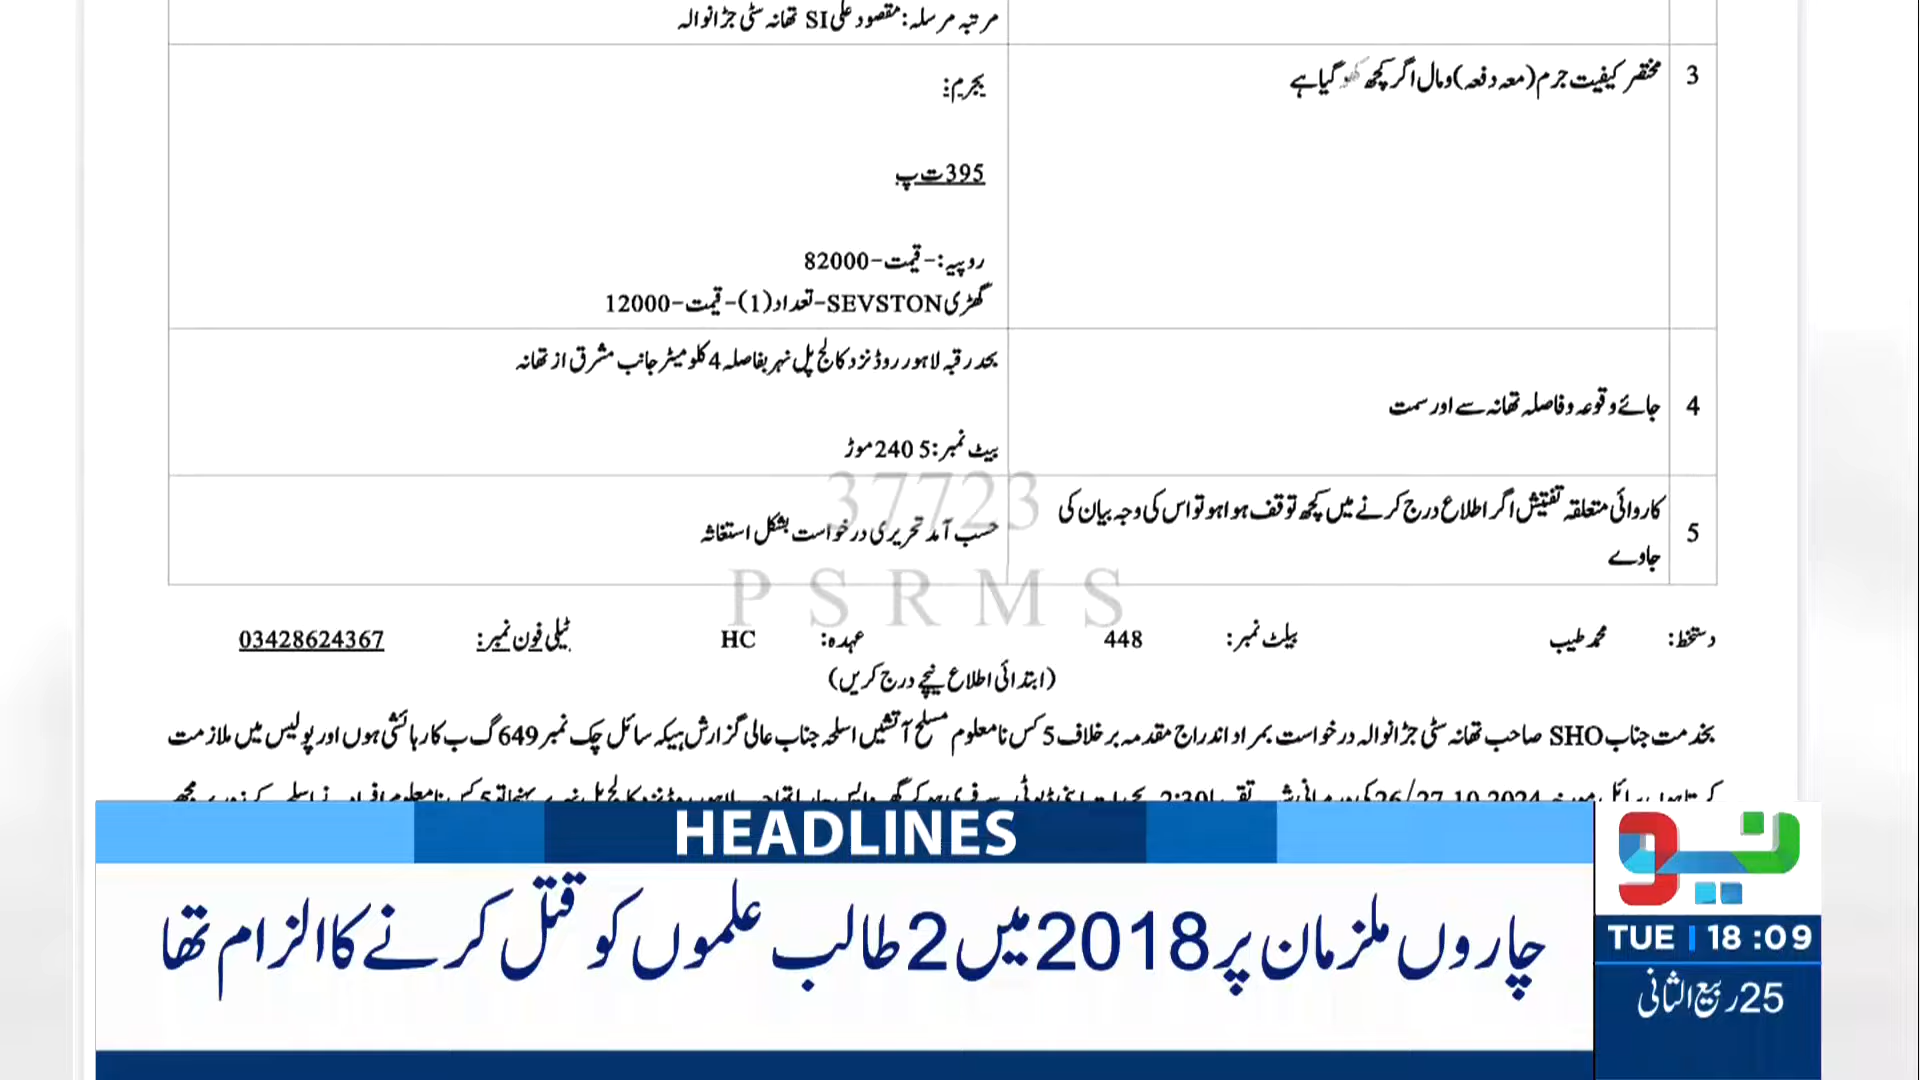 مرتبہ مرسلہ: مقصود علی SI تھانہ سٹی جڑانوالہ
3
مختصر کیفیت جرم (معہ دفعہ) و مال اگر کچھ کھو گیا ہے
بجرم:
395 ت پ
روپیہ:-قیمت-82000
گھڑی SEVSTON-تعداد(1)-قیمت-12000
4
جائے وقوعہ و فاصلہ تھانہ سے اور سمت
بحد رقبہ لاہور روڈ نزد کالج پل نہر بفاصلہ 4 کلومیٹر جانب مشرق از تھانہ
بیٹ نمبر: 5 240 موڑ
5
کاروائی متعلقہ تفتیش اگر اطلاع درج کرنے میں کچھ توقف ہوا ہو تو اس کی وجہ بیان کی
جاوے
حسب آمد تحریری درخواست بشکل استغاثہ
37723
PSRMS
دستخط: محمد طیب بیلٹ نمبر: 448 عہدہ: HC ٹیلی فون نمبر: 03428624367
(ابتدائی اطلاع نیچے درج کریں)
بخدمت جناب SHO صاحب تھانہ سٹی جڑانوالہ درخواست بمراد اندراج مقدمہ برخلاف 5 کس نامعلوم مسلح آتشیں اسلحہ جناب عالی گزارش ہیکہ سائل چک نمبر 649 گ ب کا رہائشی ہوں اور پولیس میں ملازمت
HEADLINES
چاروں ملزمان پر 2018 میں 2 طالب علموں کو قتل کرنے کا الزام تھا
نیو
TUE | 18:09
25 ربیع الثانی